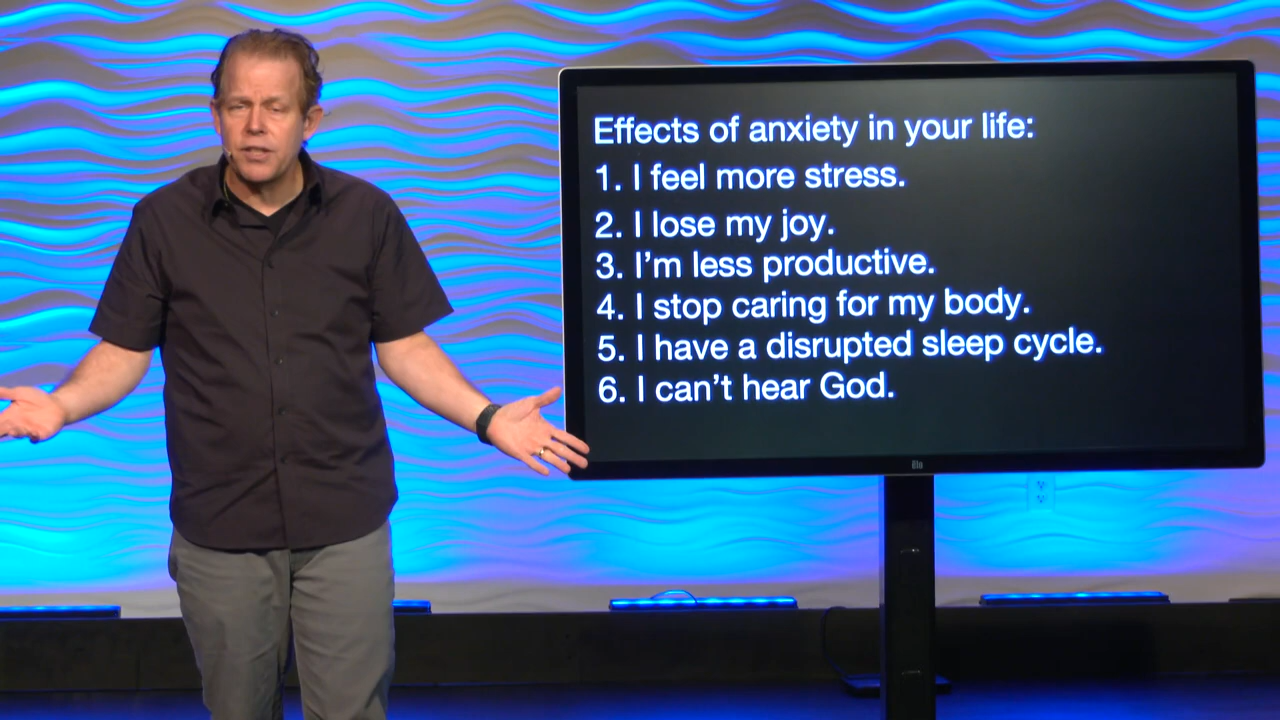 Effects of anxiety in your life:
1. I feel more stress.
2. I lose my joy.
3. I'm less productive.
4. I stop caring for my body.
5. I have a disrupted sleep cycle.
6. I can't hear God.
elo